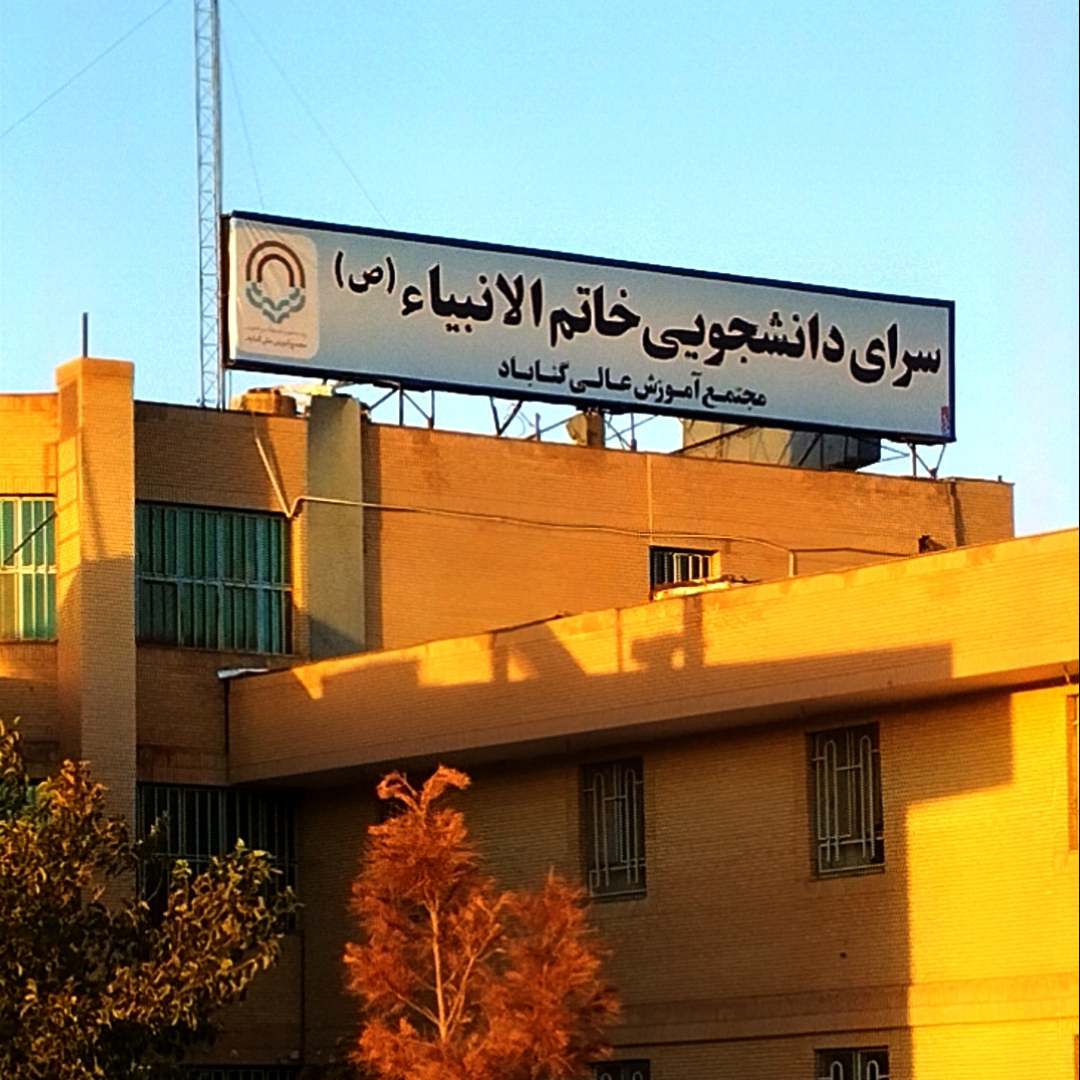 سرای دانشجویی خاتم الانبیاء (ص)
مجتمع آموزش عالی گناباد